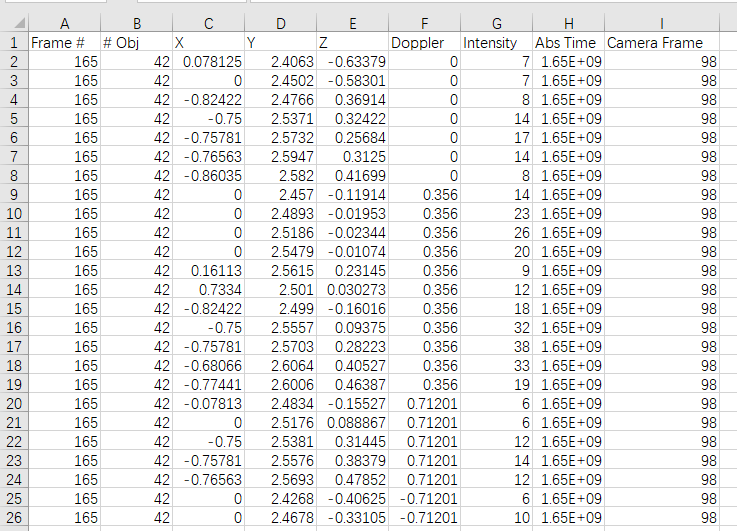 A B C D E F G H I
1 Frame # # Obj X Y Z Doppler Intensity Abs Time Camera Frame
2 165 42 0.078125 2.4063 -0.63379 0 7 1.65E+09 98
3 165 42 0 2.4502 -0.58301 0 7 1.65E+09 98
4 165 42 -0.82422 2.4766 0.36914 0 8 1.65E+09 98
5 165 42 -0.75 2.5371 0.32422 0 14 1.65E+09 98
6 165 42 -0.75781 2.5732 0.25684 0 17 1.65E+09 98
7 165 42 -0.76563 2.5947 0.3125 0 14 1.65E+09 98
8 165 42 -0.86035 2.582 0.41699 0 8 1.65E+09 98
9 165 42 0 2.457 -0.11914 0.356 14 1.65E+09 98
10 165 42 0 2.4893 -0.01953 0.356 23 1.65E+09 98
11 165 42 0 2.5186 -0.02344 0.356 26 1.65E+09 98
12 165 42 0 2.5479 -0.01074 0.356 20 1.65E+09 98
13 165 42 0.16113 2.5615 0.23145 0.356 9 1.65E+09 98
14 165 42 0.7334 2.501 0.030273 0.356 12 1.65E+09 98
15 165 42 -0.82422 2.499 -0.16016 0.356 18 1.65E+09 98
16 165 42 -0.75 2.5557 0.09375 0.356 32 1.65E+09 98
17 165 42 -0.75781 2.5703 0.28223 0.356 38 1.65E+09 98
18 165 42 -0.68066 2.6064 0.40527 0.356 33 1.65E+09 98
19 165 42 -0.77441 2.6006 0.46387 0.356 19 1.65E+09 98
20 165 42 -0.07813 2.4834 -0.15527 0.71201 6 1.65E+09 98
21 165 42 0 2.5176 0.088867 0.71201 6 1.65E+09 98
22 165 42 -0.75 2.5381 0.31445 0.71201 12 1.65E+09 98
23 165 42 -0.75781 2.5576 0.38379 0.71201 14 1.65E+09 98
24 165 42 -0.76563 2.5693 0.47852 0.71201 12 1.65E+09 98
25 165 42 0 2.4268 -0.40625 -0.71201 6 1.65E+09 98
26 165 42 0 2.4678 -0.33105 -0.71201 10 1.65E+09 98